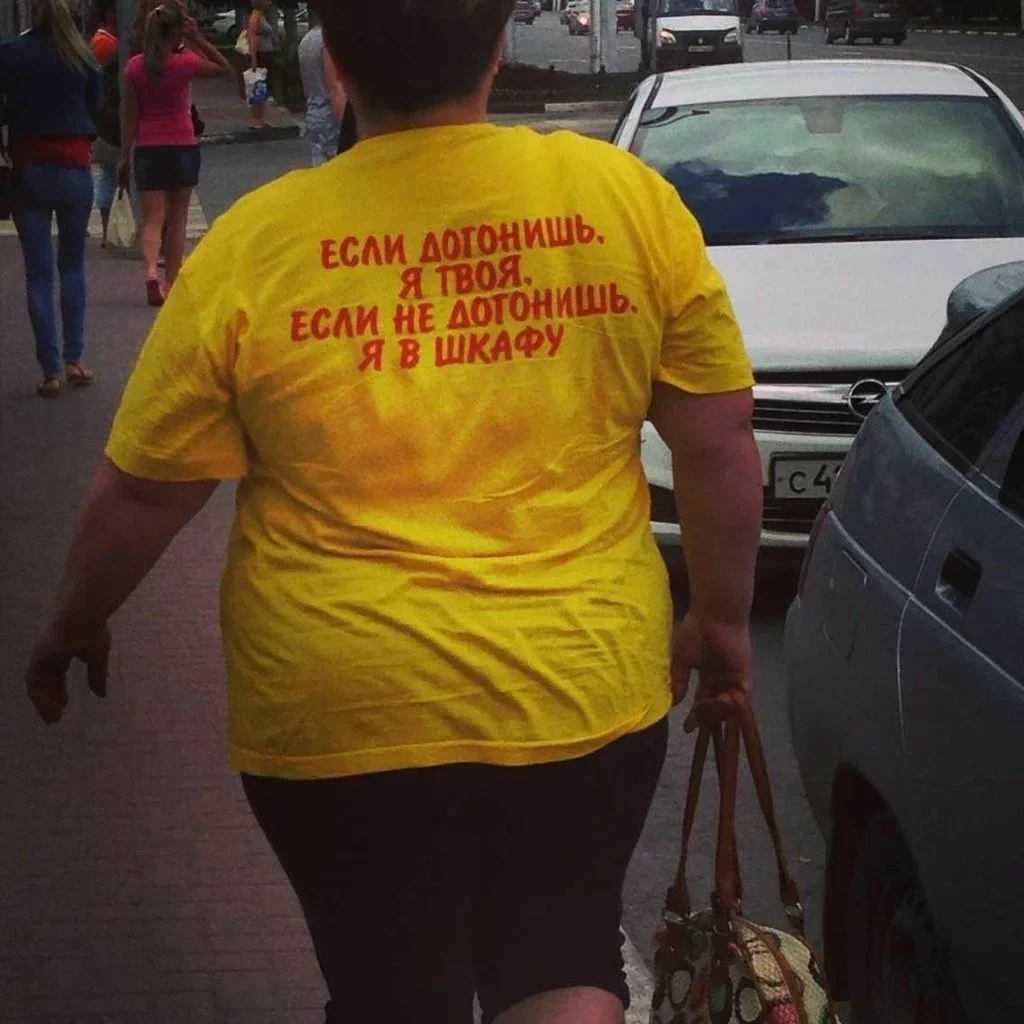 ЕСЛИ ДОГОНИШЬ,
Я ТВОЯ,
ЕСЛИ НЕ ДОГОНИШЬ,
Я В ШКАФУ